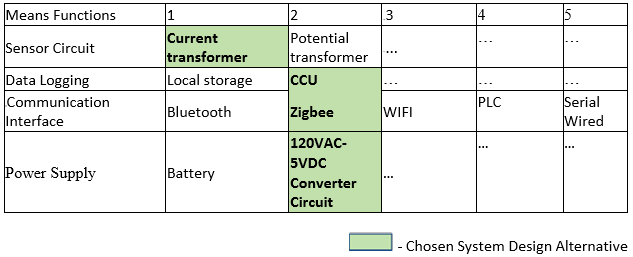 Means Functions 1 2 3 4 5
Sensor Circuit Current transformer Potential transformer ... ... ...
Data Logging Local storage CCU ... ... ...
Communication Interface Bluetooth Zigbee WIFI PLC Serial Wired
Power Supply Battery 120VAC-5VDC Converter Circuit ... ... ...
- Chosen System Design Alternative